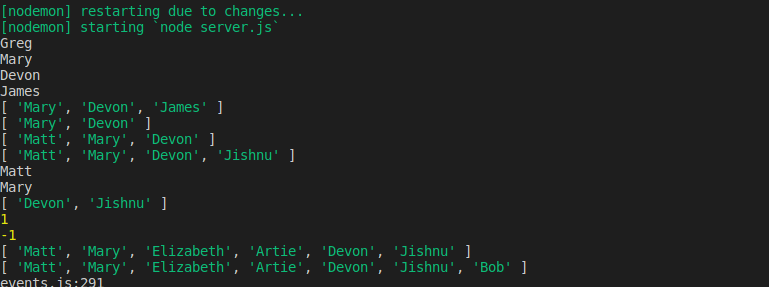 [nodemon] restarting due to changes...
[nodemon] starting `node server.js`
Greg
Mary
Devon
James
[ 'Mary', 'Devon', 'James' ]
[ 'Mary', 'Devon' ]
[ 'Matt', 'Mary', 'Devon' ]
[ 'Matt', 'Mary', 'Devon', 'Jishnu' ]
Matt
Mary
[ 'Devon', 'Jishnu' ]
1
-1
[ 'Matt', 'Mary', 'Elizabeth', 'Artie', 'Devon', 'Jishnu' ]
[ 'Matt', 'Mary', 'Elizabeth', 'Artie', 'Devon', 'Jishnu', 'Bob' ]
events.js:291